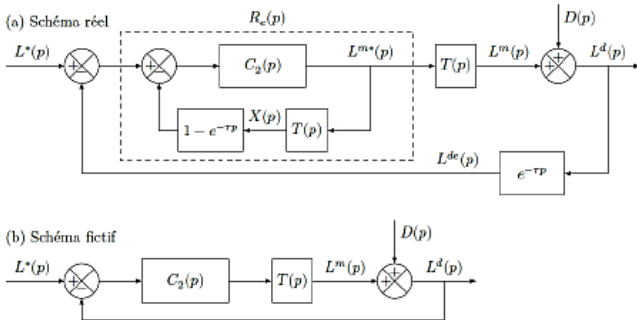 R_c(p)
(a) Schéma réel
D(p)
L*(p)
L^{m*}(p)
L^m(p)
L^d(p)
+ −
+ −
C_2(p)
T(p)
+ +
X(p)
1 − e^{−τp}
T(p)
L^{de}(p)
e^{−τp}
(b) Schéma fictif
D(p)
L*(p)
L^m(p)
L^d(p)
+ −
C_2(p)
T(p)
+ +